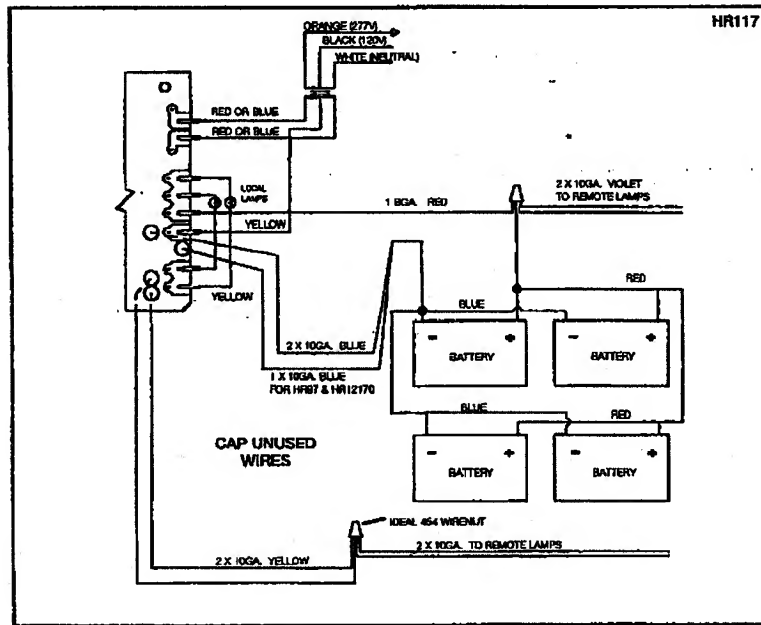 HR117
ORANGE (277V)
BLACK (120V)
WHITE (NEUTRAL)
RED OR BLUE
RED OR BLUE
LOCAL
LAMPS
2 X 10GA. VIOLET
TO REMOTE LAMPS
1 8GA. RED
YELLOW
YELLOW
RED
BLUE
2 X 10GA. BLUE
- + BATTERY
- + BATTERY
1 X 10GA. BLUE
FOR HR97 & HR12170
BLUE
RED
CAP UNUSED
WIRES
- + BATTERY
- + BATTERY
IDEAL 454 WIRENUT
2 X 10GA. YELLOW
2 X 10GA. TO REMOTE LAMPS